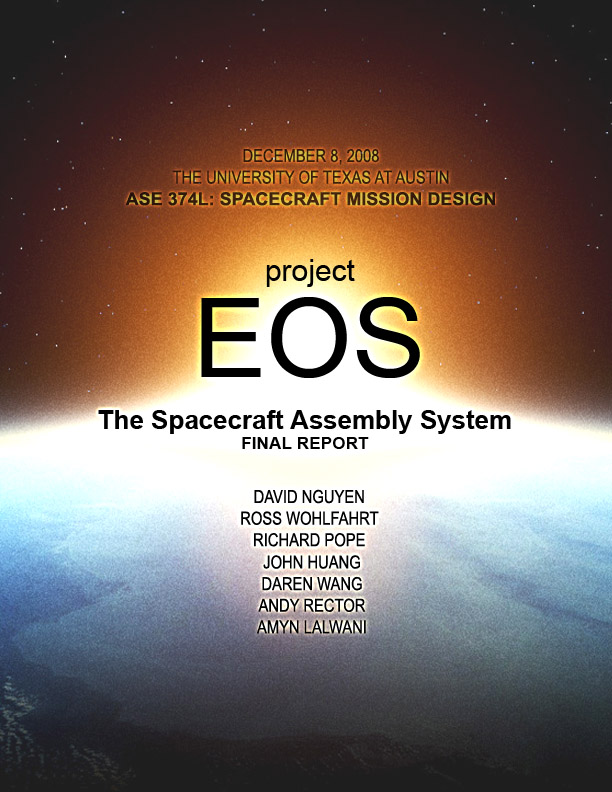 DECEMBER 8, 2008
THE UNIVERSITY OF TEXAS AT AUSTIN
ASE 374L: SPACECRAFT MISSION DESIGN
project
EOS
The Spacecraft Assembly System
FINAL REPORT
DAVID NGUYEN
ROSS WOHLFAHRT
RICHARD POPE
JOHN HUANG
DAREN WANG
ANDY RECTOR
AMYN LALWANI